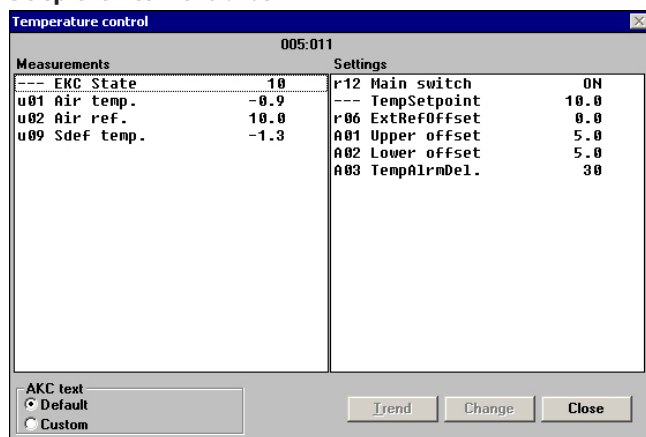 Temperature control
005:011
Measurements
--- EKC State 10
u01 Air temp. -0.9
u02 Air ref. 10.0
u09 Sdef temp. -1.3
Settings
r12 Main switch ON
--- TempSetpoint 10.0
r06 ExtRefOffset 0.0
A01 Upper offset 5.0
A02 Lower offset 5.0
A03 TempAlrmDel. 30
AKC text
Default
Custom
Trend
Change
Close